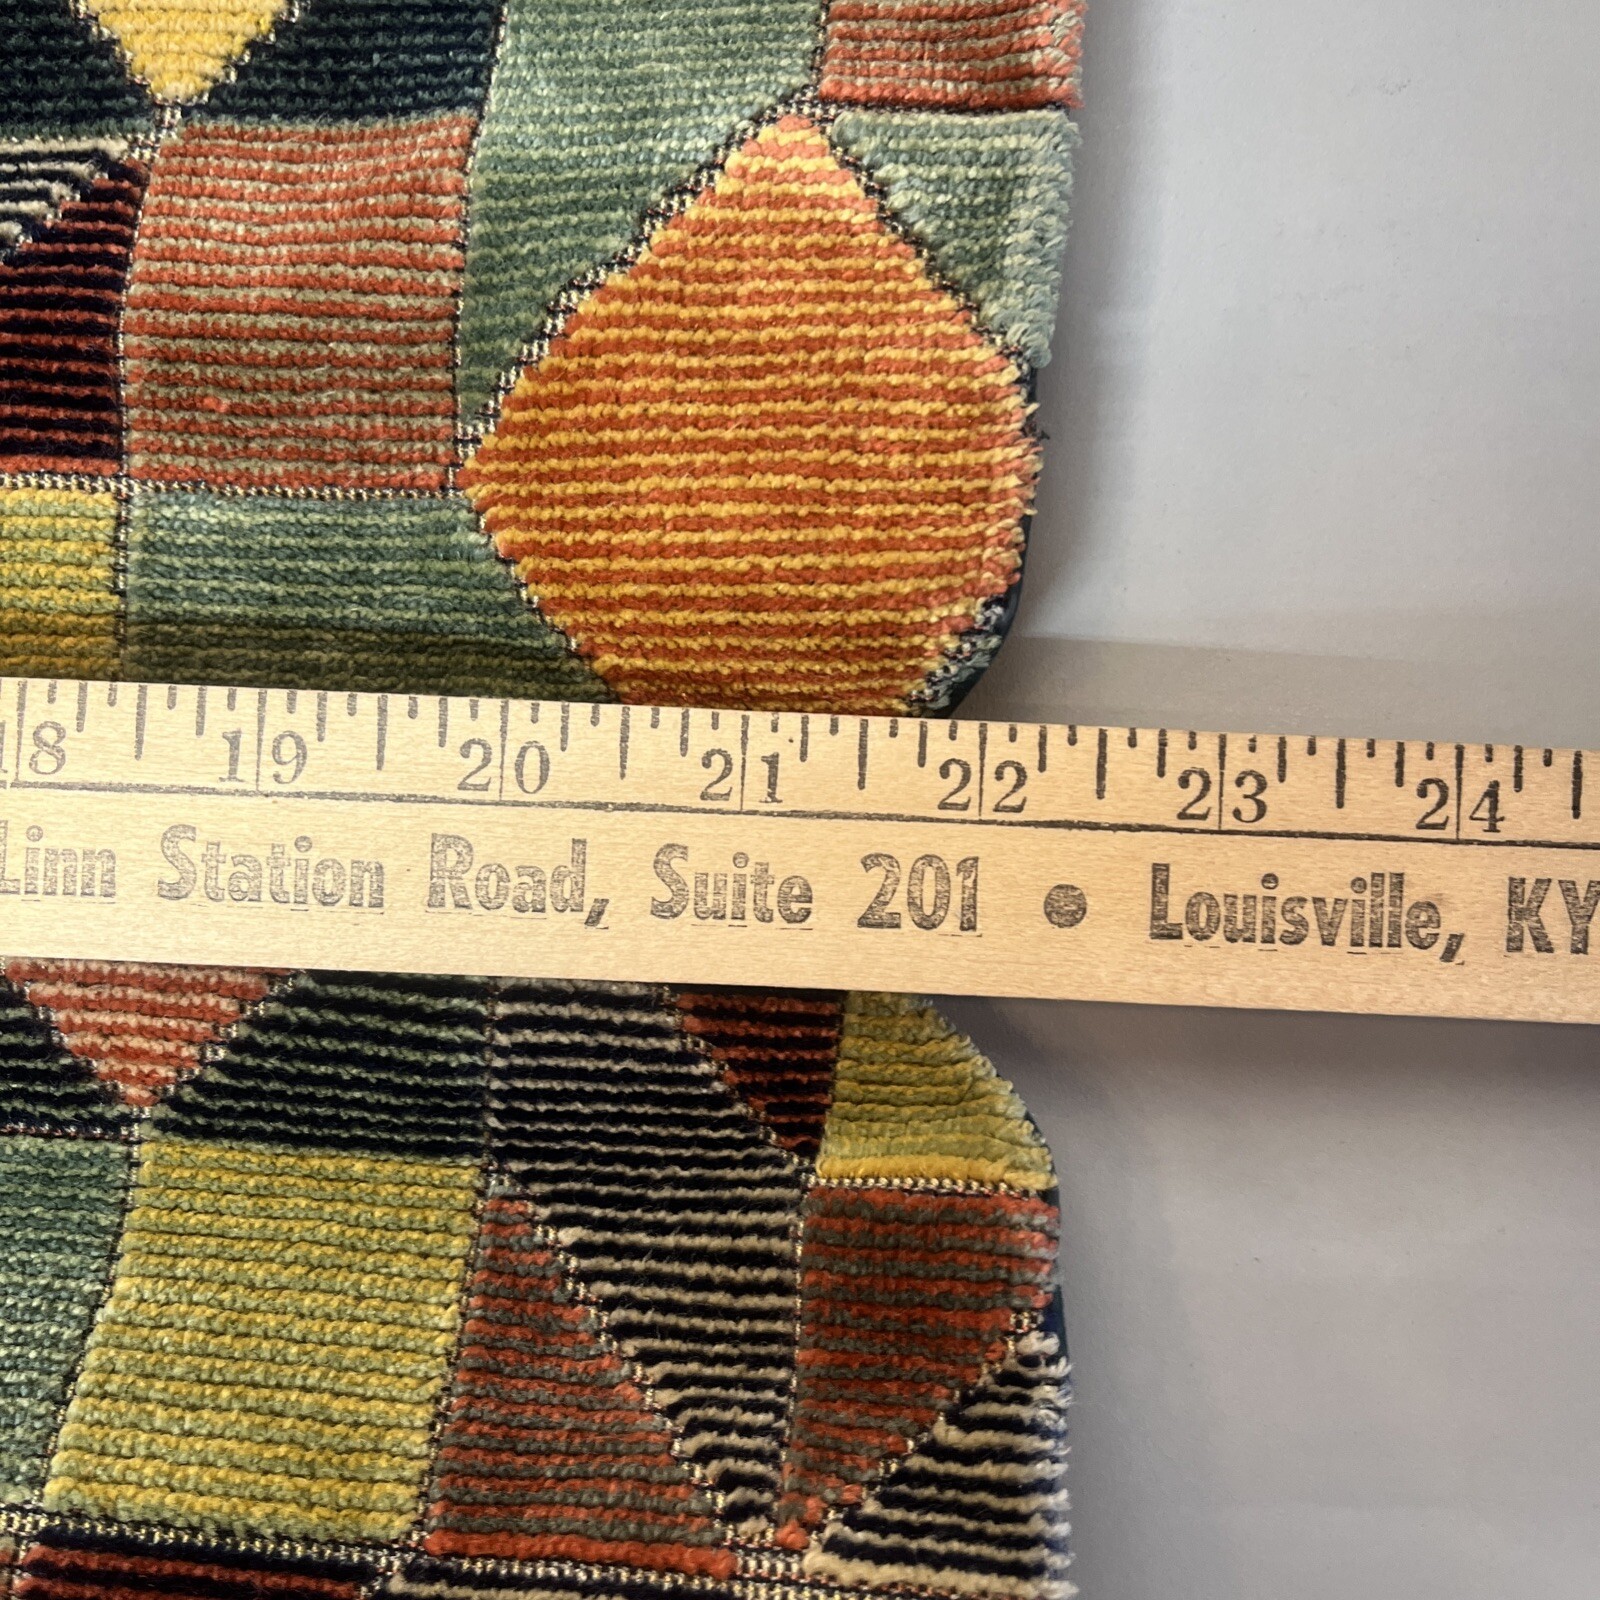 18 19 20 21 22 23 24
Linn Station Road, Suite 201 • Louisville, KY